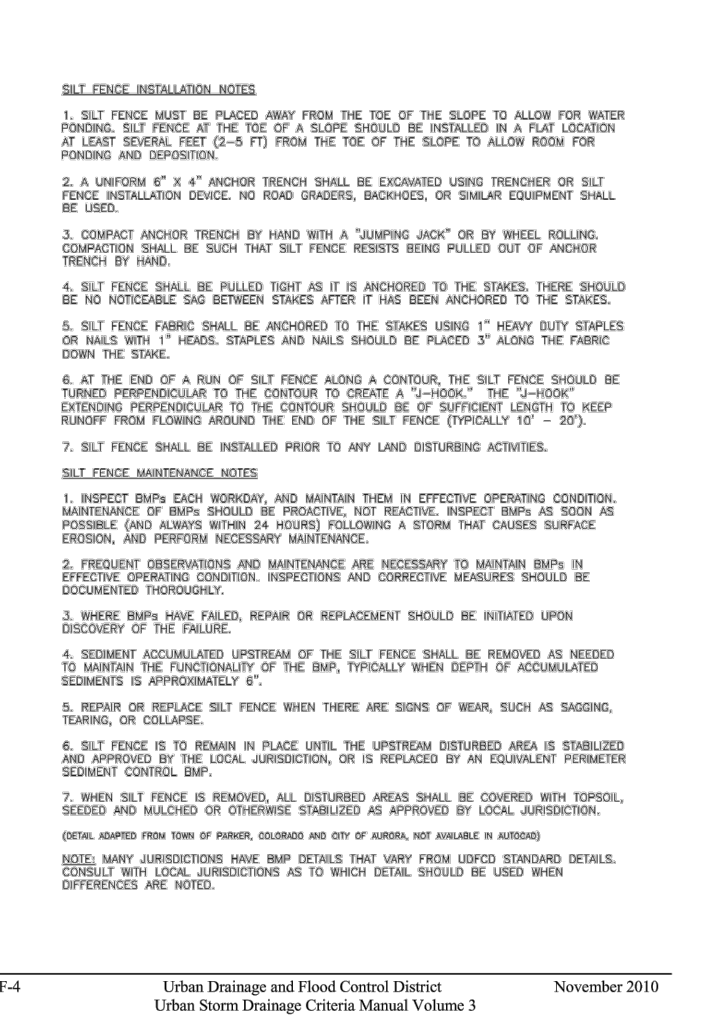 SILT FENCE INSTALLATION NOTES
1. SILT FENCE MUST BE PLACED AWAY FROM THE TOE OF THE SLOPE TO ALLOW FOR WATER
PONDING. SILT FENCE AT THE TOE OF A SLOPE SHOULD BE INSTALLED IN A FLAT LOCATION
AT LEAST SEVERAL FEET (2–5 FT) FROM THE TOE OF THE SLOPE TO ALLOW ROOM FOR
PONDING AND DEPOSITION.
2. A UNIFORM 6" X 4" ANCHOR TRENCH SHALL BE EXCAVATED USING TRENCHER OR SILT
FENCE INSTALLATION DEVICE. NO ROAD GRADERS, BACKHOES, OR SIMILAR EQUIPMENT SHALL
BE USED.
3. COMPACT ANCHOR TRENCH BY HAND WITH A "JUMPING JACK" OR BY WHEEL ROLLING.
COMPACTION SHALL BE SUCH THAT SILT FENCE RESISTS BEING PULLED OUT OF ANCHOR
TRENCH BY HAND.
4. SILT FENCE SHALL BE PULLED TIGHT AS IT IS ANCHORED TO THE STAKES. THERE SHOULD
BE NO NOTICEABLE SAG BETWEEN STAKES AFTER IT HAS BEEN ANCHORED TO THE STAKES.
5. SILT FENCE FABRIC SHALL BE ANCHORED TO THE STAKES USING 1" HEAVY DUTY STAPLES
OR NAILS WITH 1" HEADS. STAPLES AND NAILS SHOULD BE PLACED 3" ALONG THE FABRIC
DOWN THE STAKE.
6. AT THE END OF A RUN OF SILT FENCE ALONG A CONTOUR, THE SILT FENCE SHOULD BE
TURNED PERPENDICULAR TO THE CONTOUR TO CREATE A "J–HOOK." THE "J–HOOK"
EXTENDING PERPENDICULAR TO THE CONTOUR SHOULD BE OF SUFFICIENT LENGTH TO KEEP
RUNOFF FROM FLOWING AROUND THE END OF THE SILT FENCE (TYPICALLY 10' – 20').
7. SILT FENCE SHALL BE INSTALLED PRIOR TO ANY LAND DISTURBING ACTIVITIES.
SILT FENCE MAINTENANCE NOTES
1. INSPECT BMPs EACH WORKDAY, AND MAINTAIN THEM IN EFFECTIVE OPERATING CONDITION.
MAINTENANCE OF BMPs SHOULD BE PROACTIVE, NOT REACTIVE. INSPECT BMPs AS SOON AS
POSSIBLE (AND ALWAYS WITHIN 24 HOURS) FOLLOWING A STORM THAT CAUSES SURFACE
EROSION, AND PERFORM NECESSARY MAINTENANCE.
2. FREQUENT OBSERVATIONS AND MAINTENANCE ARE NECESSARY TO MAINTAIN BMPs IN
EFFECTIVE OPERATING CONDITION. INSPECTIONS AND CORRECTIVE MEASURES SHOULD BE
DOCUMENTED THOROUGHLY.
3. WHERE BMPs HAVE FAILED, REPAIR OR REPLACEMENT SHOULD BE INITIATED UPON
DISCOVERY OF THE FAILURE.
4. SEDIMENT ACCUMULATED UPSTREAM OF THE SILT FENCE SHALL BE REMOVED AS NEEDED
TO MAINTAIN THE FUNCTIONALITY OF THE BMP, TYPICALLY WHEN DEPTH OF ACCUMULATED
SEDIMENTS IS APPROXIMATELY 6".
5. REPAIR OR REPLACE SILT FENCE WHEN THERE ARE SIGNS OF WEAR, SUCH AS SAGGING,
TEARING, OR COLLAPSE.
6. SILT FENCE IS TO REMAIN IN PLACE UNTIL THE UPSTREAM DISTURBED AREA IS STABILIZED
AND APPROVED BY THE LOCAL JURISDICTION, OR IS REPLACED BY AN EQUIVALENT PERIMETER
SEDIMENT CONTROL BMP.
7. WHEN SILT FENCE IS REMOVED, ALL DISTURBED AREAS SHALL BE COVERED WITH TOPSOIL,
SEEDED AND MULCHED OR OTHERWISE STABILIZED AS APPROVED BY LOCAL JURISDICTION.
(DETAIL ADAPTED FROM TOWN OF PARKER, COLORADO AND CITY OF AURORA, NOT AVAILABLE IN AUTOCAD)
NOTE: MANY JURISDICTIONS HAVE BMP DETAILS THAT VARY FROM UDFCD STANDARD DETAILS.
CONSULT WITH LOCAL JURISDICTIONS AS TO WHICH DETAIL SHOULD BE USED WHEN
DIFFERENCES ARE NOTED.
F-4 Urban Drainage and Flood Control District November 2010
Urban Storm Drainage Criteria Manual Volume 3